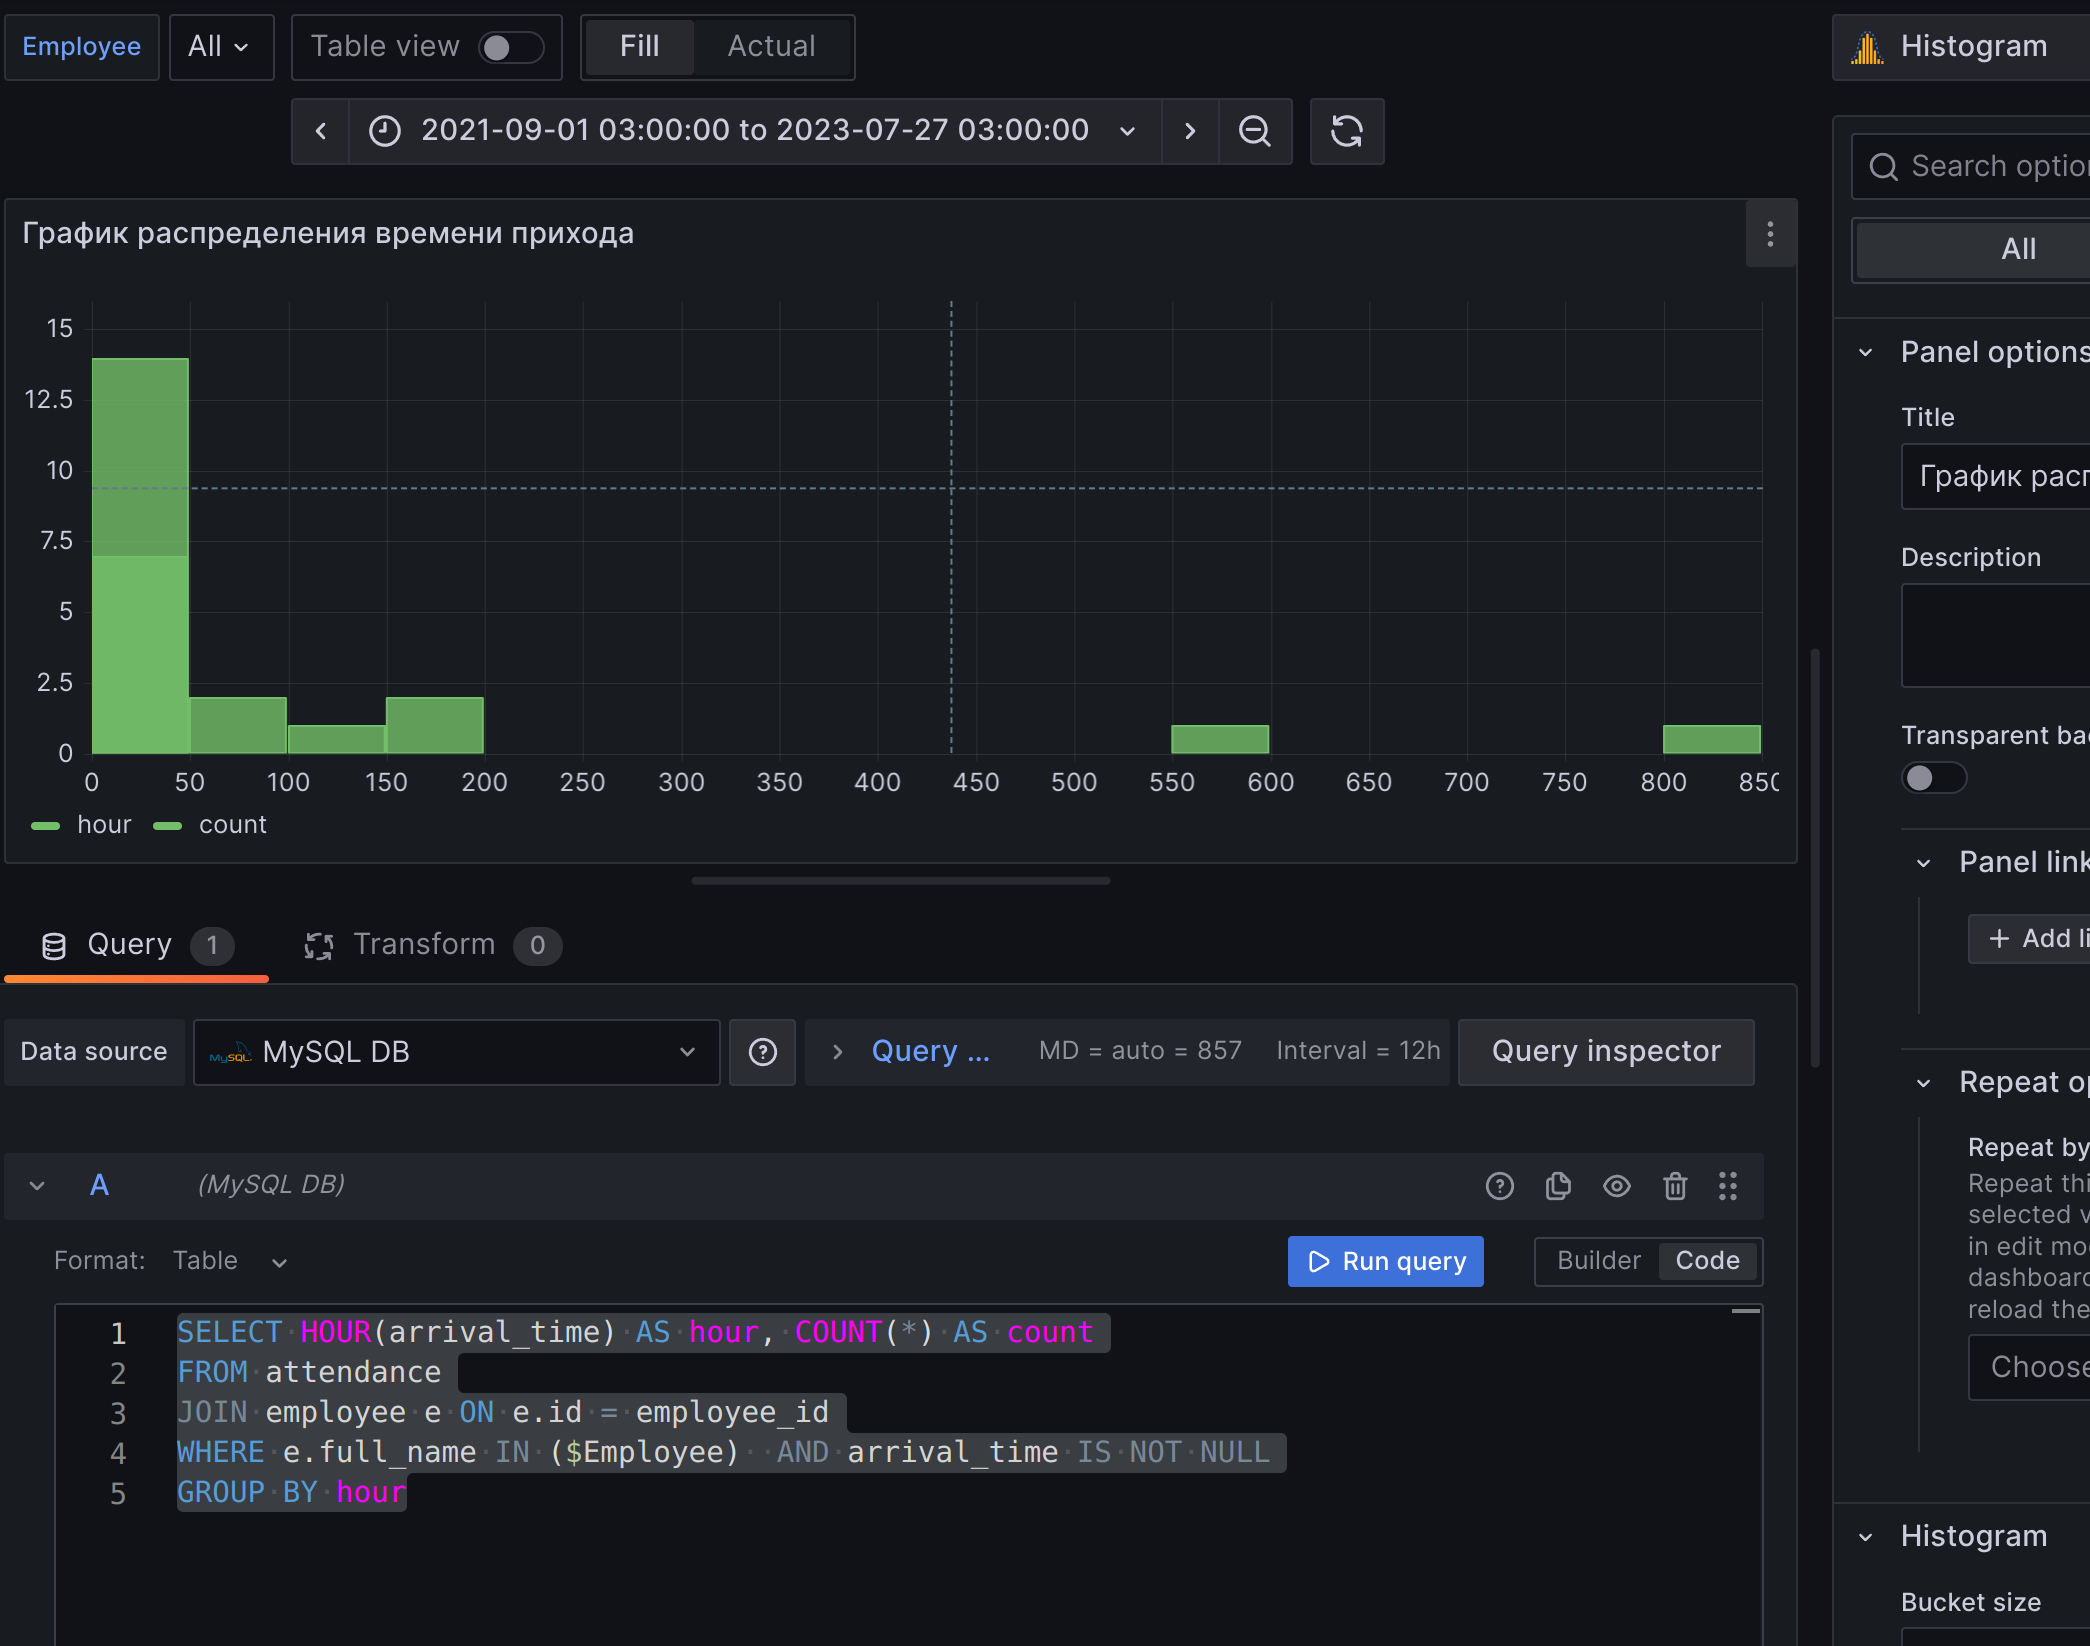 Employee
All
Table view
Fill
Actual
Histogram
2021-09-01 03:00:00 to 2023-07-27 03:00:00
Search option
All
График распределения времени прихода
15
12.5
10
7.5
5
2.5
0
0 50 100 150 200 250 300 350 400 450 500 550 600 650 700 750 800 850
hour count
Panel options
Title
График расп
Description
Transparent bac
Panel link
+ Add li
Repeat op
Repeat by
Repeat thi
selected v
in edit mod
dashboard
reload the
Choose
Histogram
Bucket size
Query 1
Transform 0
Data source
MySQL MySQL DB
Query ...
MD = auto = 857
Interval = 12h
Query inspector
A (MySQL DB)
Format: Table
Run query
Builder Code
1 SELECT HOUR(arrival_time) AS hour, COUNT(*) AS count
2 FROM attendance
3 JOIN employee e ON e.id = employee_id
4 WHERE e.full_name IN ($Employee)  AND arrival_time IS NOT NULL
5 GROUP BY hour